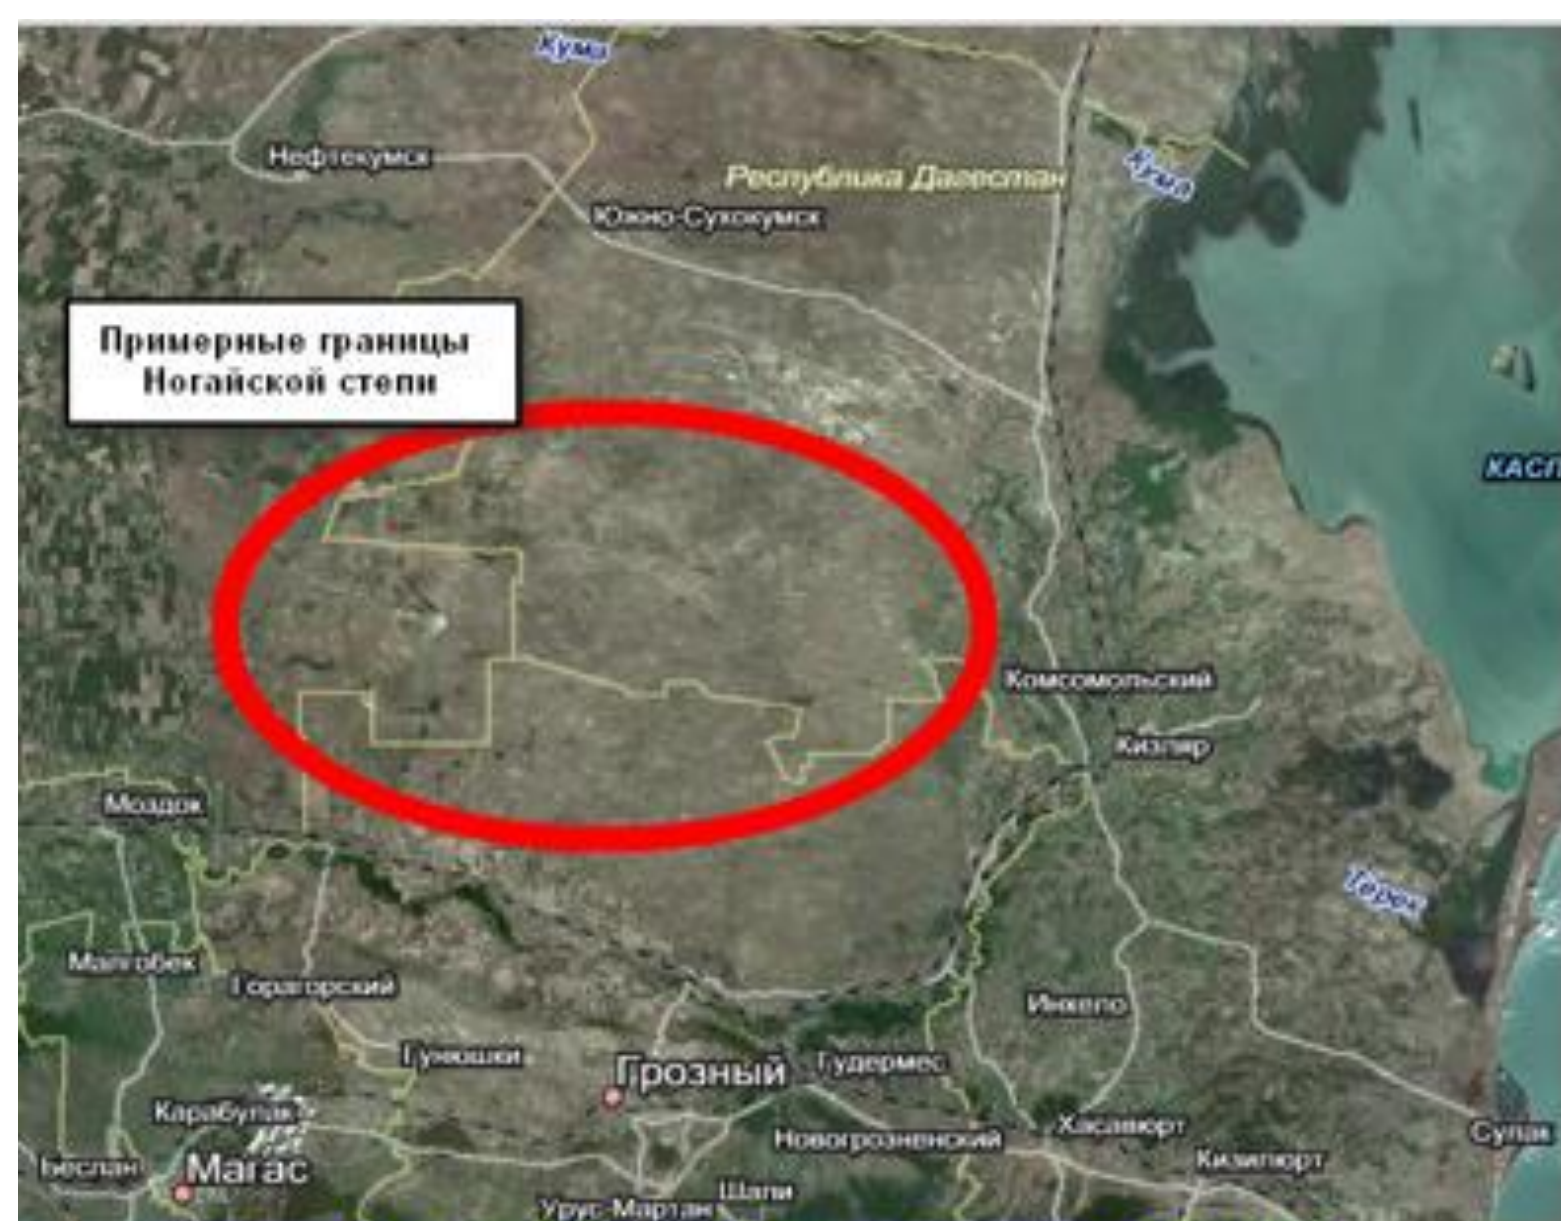 Кума
Нефтекумск
Республика Дагестан
Кума
Южно-Сухокумск
Примерные границы
Ногайской степи
КАСП
Комсомольский
Кизляр
Моздок
Терек
Малгобек
Горагорский
Инхело
Гунюшки
Грозный
Гудермес
Карабулак
Хасавюрт
Новогрозненский
Сулак
Беслан
Магас
Кизилюрт
Шали
Урус-Мартан